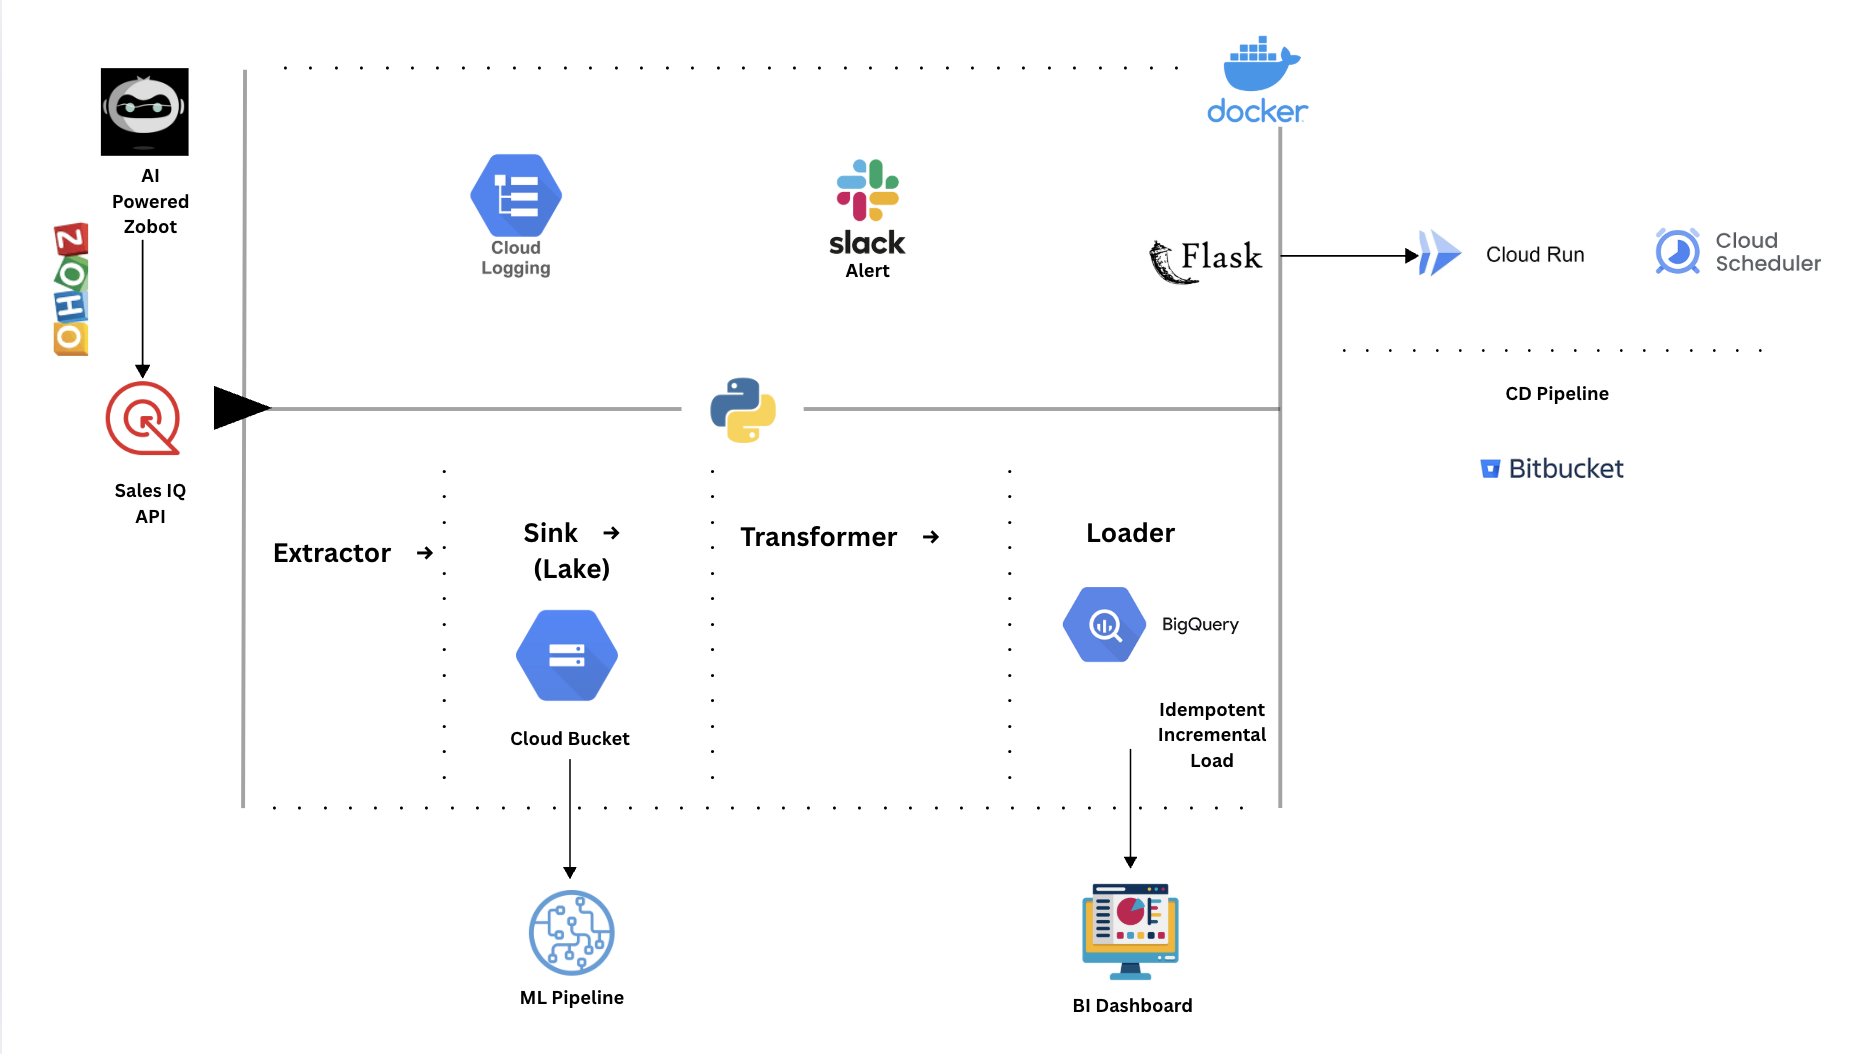 docker
AI
Powered
Zobot
ZOHO
Cloud
Logging
slack
Alert
Flask
Cloud Run
Cloud
Scheduler
CD Pipeline
Bitbucket
Sales IQ
API
Extractor →
Sink →
(Lake)
Transformer →
Loader
BigQuery
Cloud Bucket
Idempotent
Incremental
Load
ML Pipeline
BI Dashboard